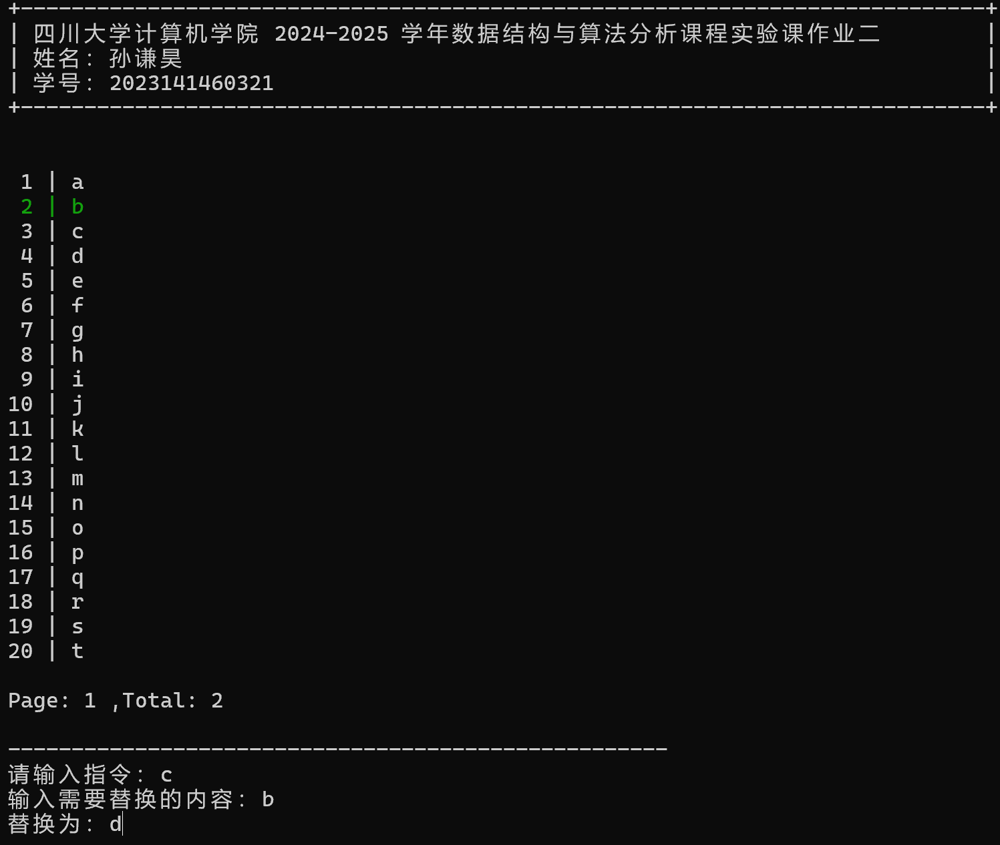 +----------------------------------------------------------------------------+
| 四川大学计算机学院 2024-2025 学年数据结构与算法分析课程实验课作业二 |
| 姓名: 孙谦昊 |
| 学号: 2023141460321 |
+----------------------------------------------------------------------------+
1 | a
2 | b
3 | c
4 | d
5 | e
6 | f
7 | g
8 | h
9 | i
10 | j
11 | k
12 | l
13 | m
14 | n
15 | o
16 | p
17 | q
18 | r
19 | s
20 | t
Page: 1 ,Total: 2
----------------------------------------------------
请输入指令: c
输入需要替换的内容: b
替换为: d